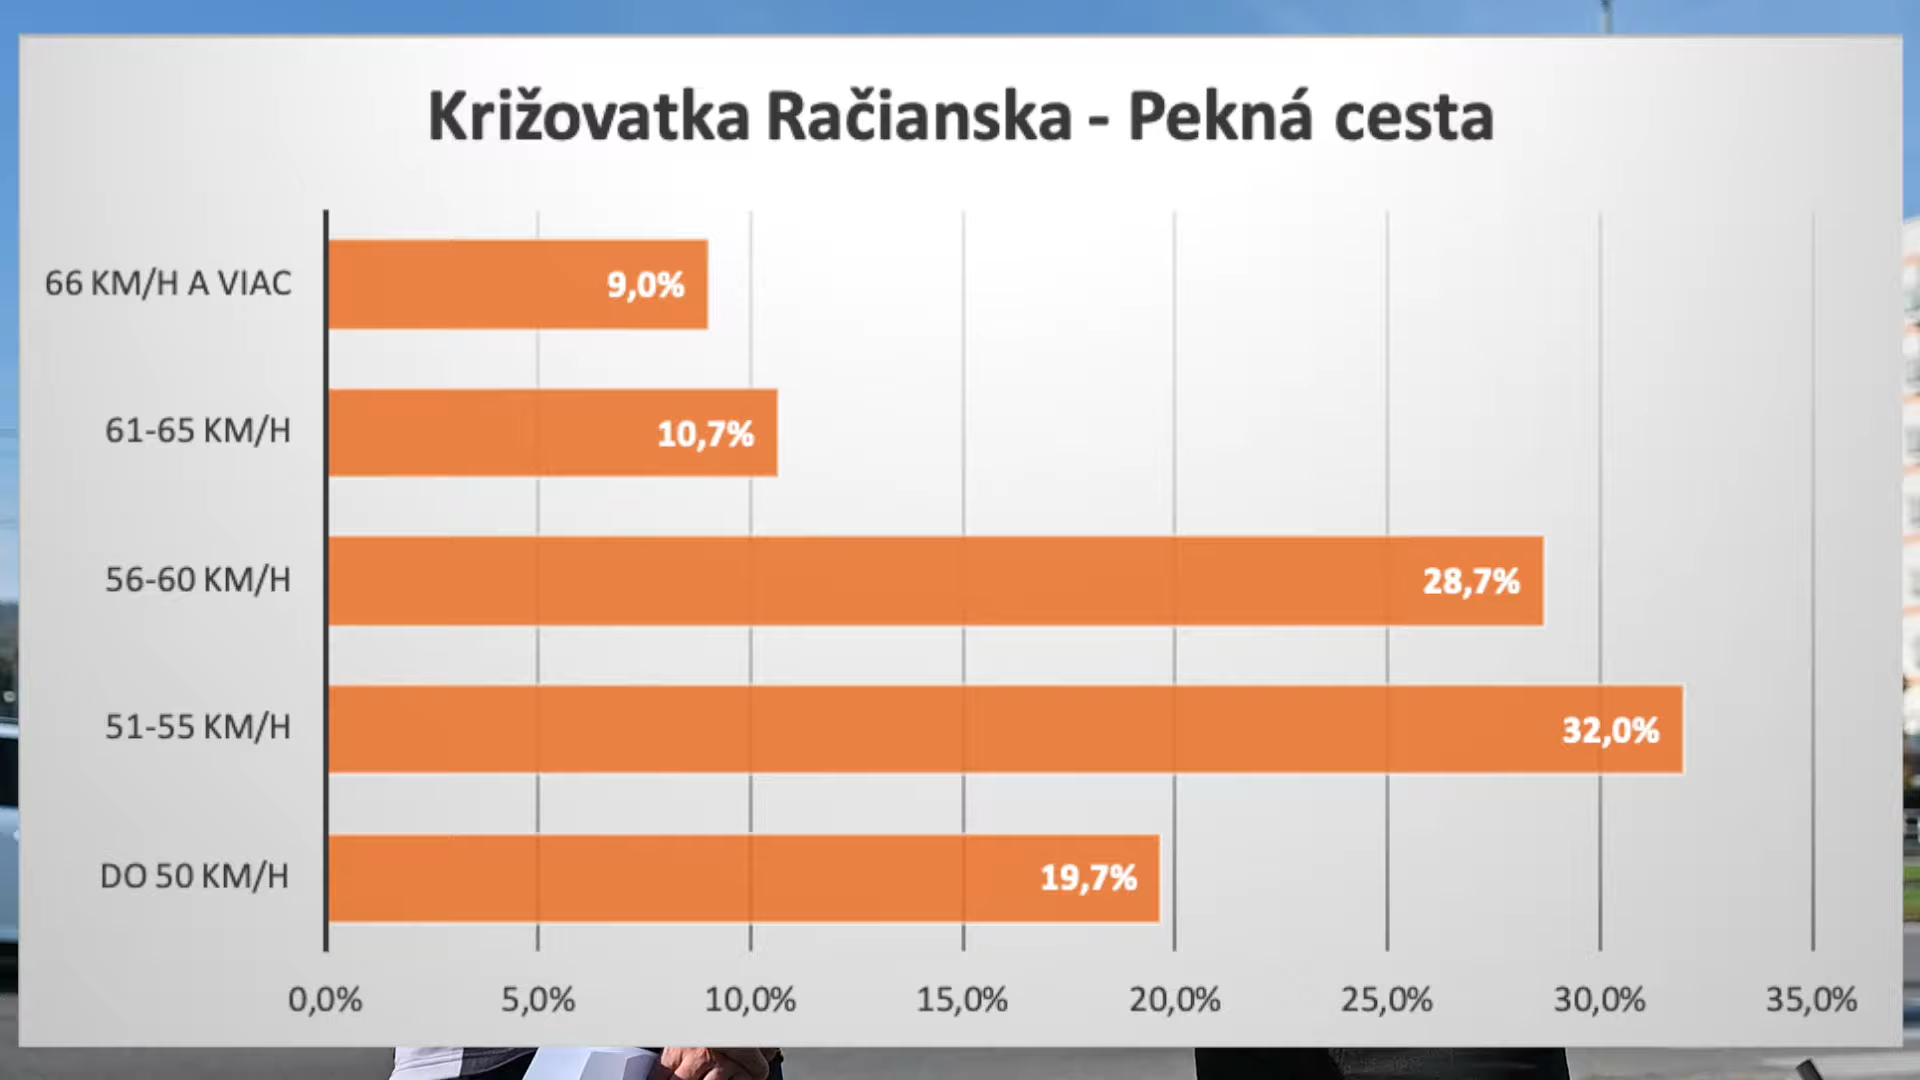 Križovatka Račianska - Pekná cesta
66 KM/H A VIAC
9,0%
61-65 KM/H
10,7%
56-60 KM/H
28,7%
51-55 KM/H
32,0%
DO 50 KM/H
19,7%
0,0% 5,0% 10,0% 15,0% 20,0% 25,0% 30,0% 35,0%